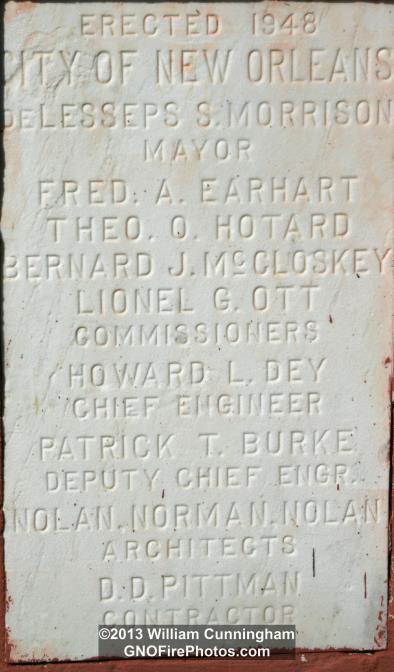 ERECTED 1948
CITY OF NEW ORLEANS
DELESSEPS S. MORRISON
MAYOR
FRED. A. EARHART
THEO. O. HOTARD
BERNARD J. McCLOSKEY
LIONEL G. OTT
COMMISSIONERS
HOWARD L. DEY
CHIEF ENGINEER
PATRICK T. BURKE
DEPUTY CHIEF ENGR.
NOLAN. NORMAN. NOLAN
ARCHITECTS
D. D. PITTMAN
CONTRACTOR
©2013 William Cunningham
GNOFirePhotos.com